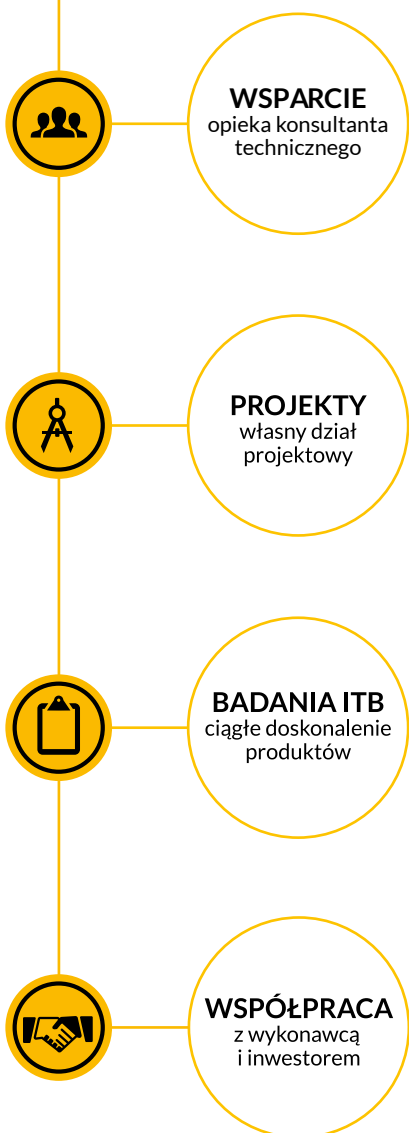 WSPARCIE
opieka konsultanta
technicznego
PROJEKTY
własny dział
projektowy
BADANIA ITB
ciągłe doskonalenie
produktów
WSPÓŁPRACA
z wykonawcą
i inwestorem